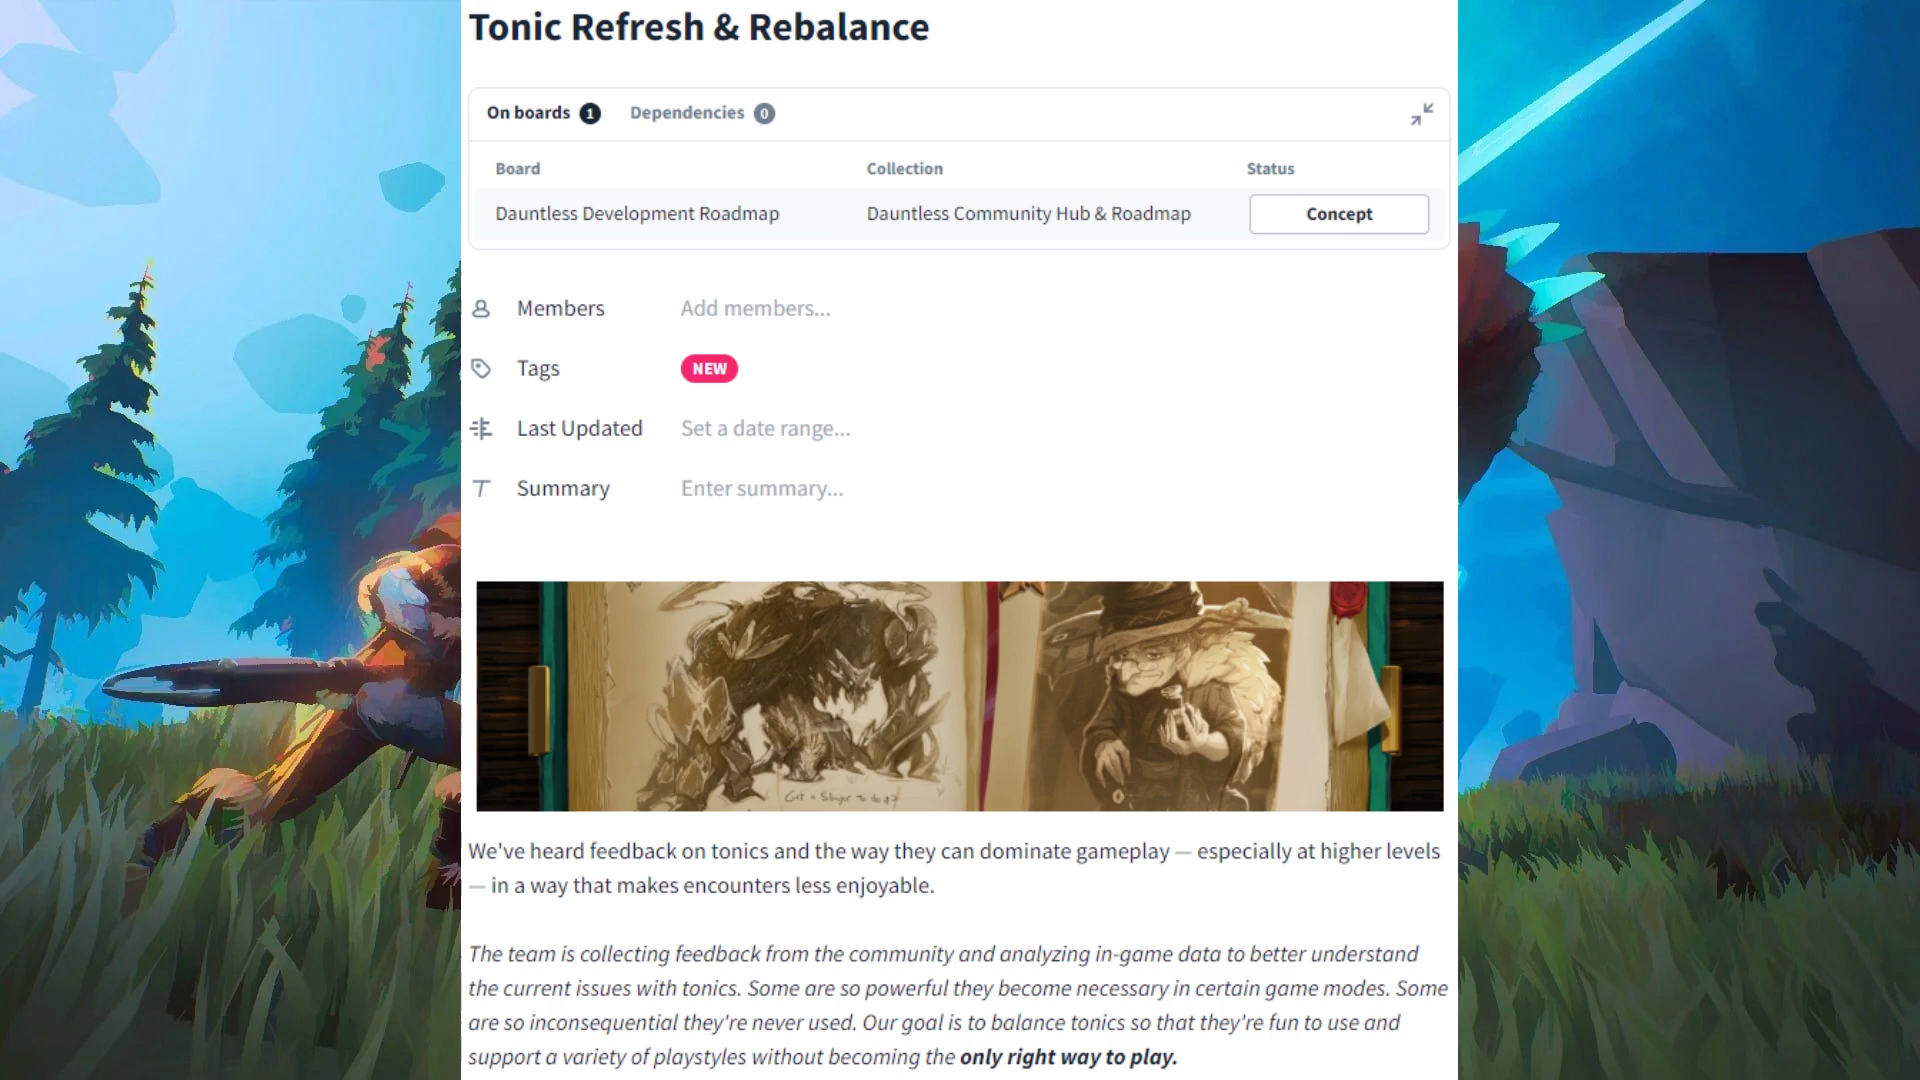 Tonic Refresh & Rebalance
On boards 1 Dependencies 0
Board Collection Status
Dauntless Development Roadmap Dauntless Community Hub & Roadmap Concept
Members Add members...
Tags NEW
Last Updated Set a date range...
Summary Enter summary...
Got a Slayer to do it?
We've heard feedback on tonics and the way they can dominate gameplay — especially at higher levels
— in a way that makes encounters less enjoyable.
The team is collecting feedback from the community and analyzing in-game data to better understand
the current issues with tonics. Some are so powerful they become necessary in certain game modes. Some
are so inconsequential they're never used. Our goal is to balance tonics so that they're fun to use and
support a variety of playstyles without becoming the only right way to play.